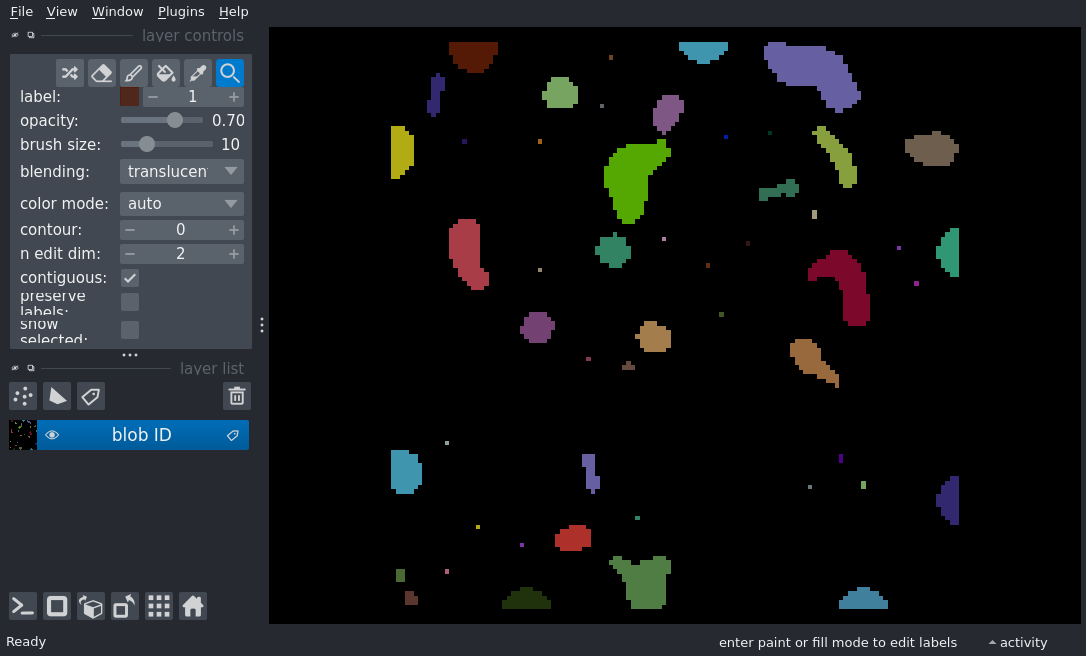 File View Window Plugins Help
layer controls
label: 1
opacity: 0.70
brush size: 10
blending: translucen
color mode: auto
contour: 0
n edit dim: 2
contiguous:
preserve
labels:
show
selected:
layer list
blob ID
Ready enter paint or fill mode to edit labels activity